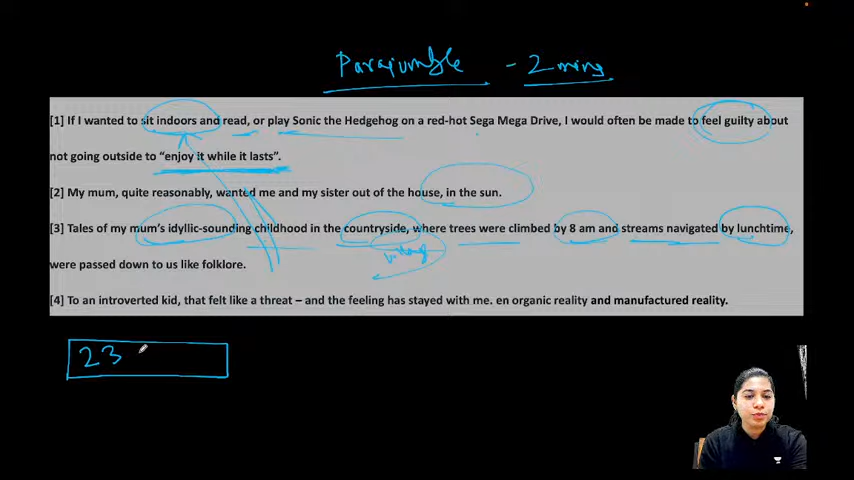 Parajumble - 2 mins
[1] If I wanted to sit indoors and read, or play Sonic the Hedgehog on a red-hot Sega Mega Drive, I would often be made to feel guilty about
not going outside to “enjoy it while it lasts”.
[2] My mum, quite reasonably, wanted me and my sister out of the house, in the sun.
[3] Tales of my mum’s idyllic-sounding childhood in the countryside, where trees were climbed by 8 am and streams navigated by lunchtime,
were passed down to us like folklore.
[4] To an introverted kid, that felt like a threat – and the feeling has stayed with me. en organic reality and manufactured reality.
23